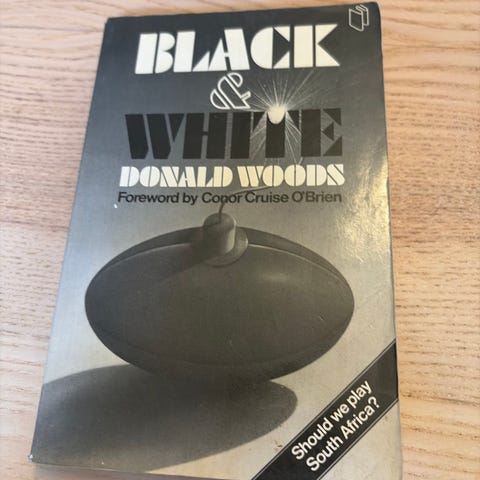 BLACK
&
WHITE
DONALD WOODS
Foreword by Conor Cruise O'Brien
Should we play
South Africa?